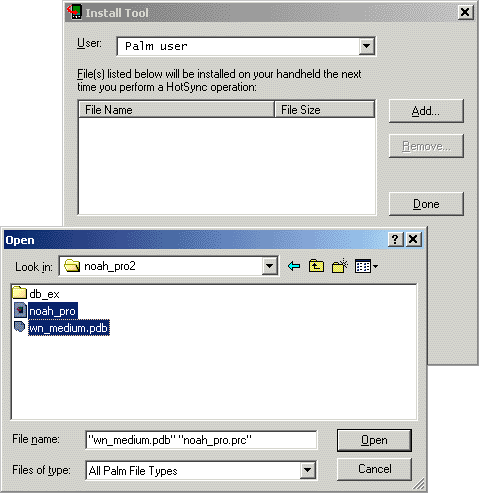 Install Tool
User: Palm user
File(s) listed below will be installed on your handheld the next
time you perform a HotSync operation:
File Name File Size
Add...
Remove...
Done
Open
Look in: noah_pro2
db_ex
noah_pro
wn_medium.pdb
File name: "wn_medium.pdb" "noah_pro.prc"
Open
Files of type: All Palm File Types
Cancel